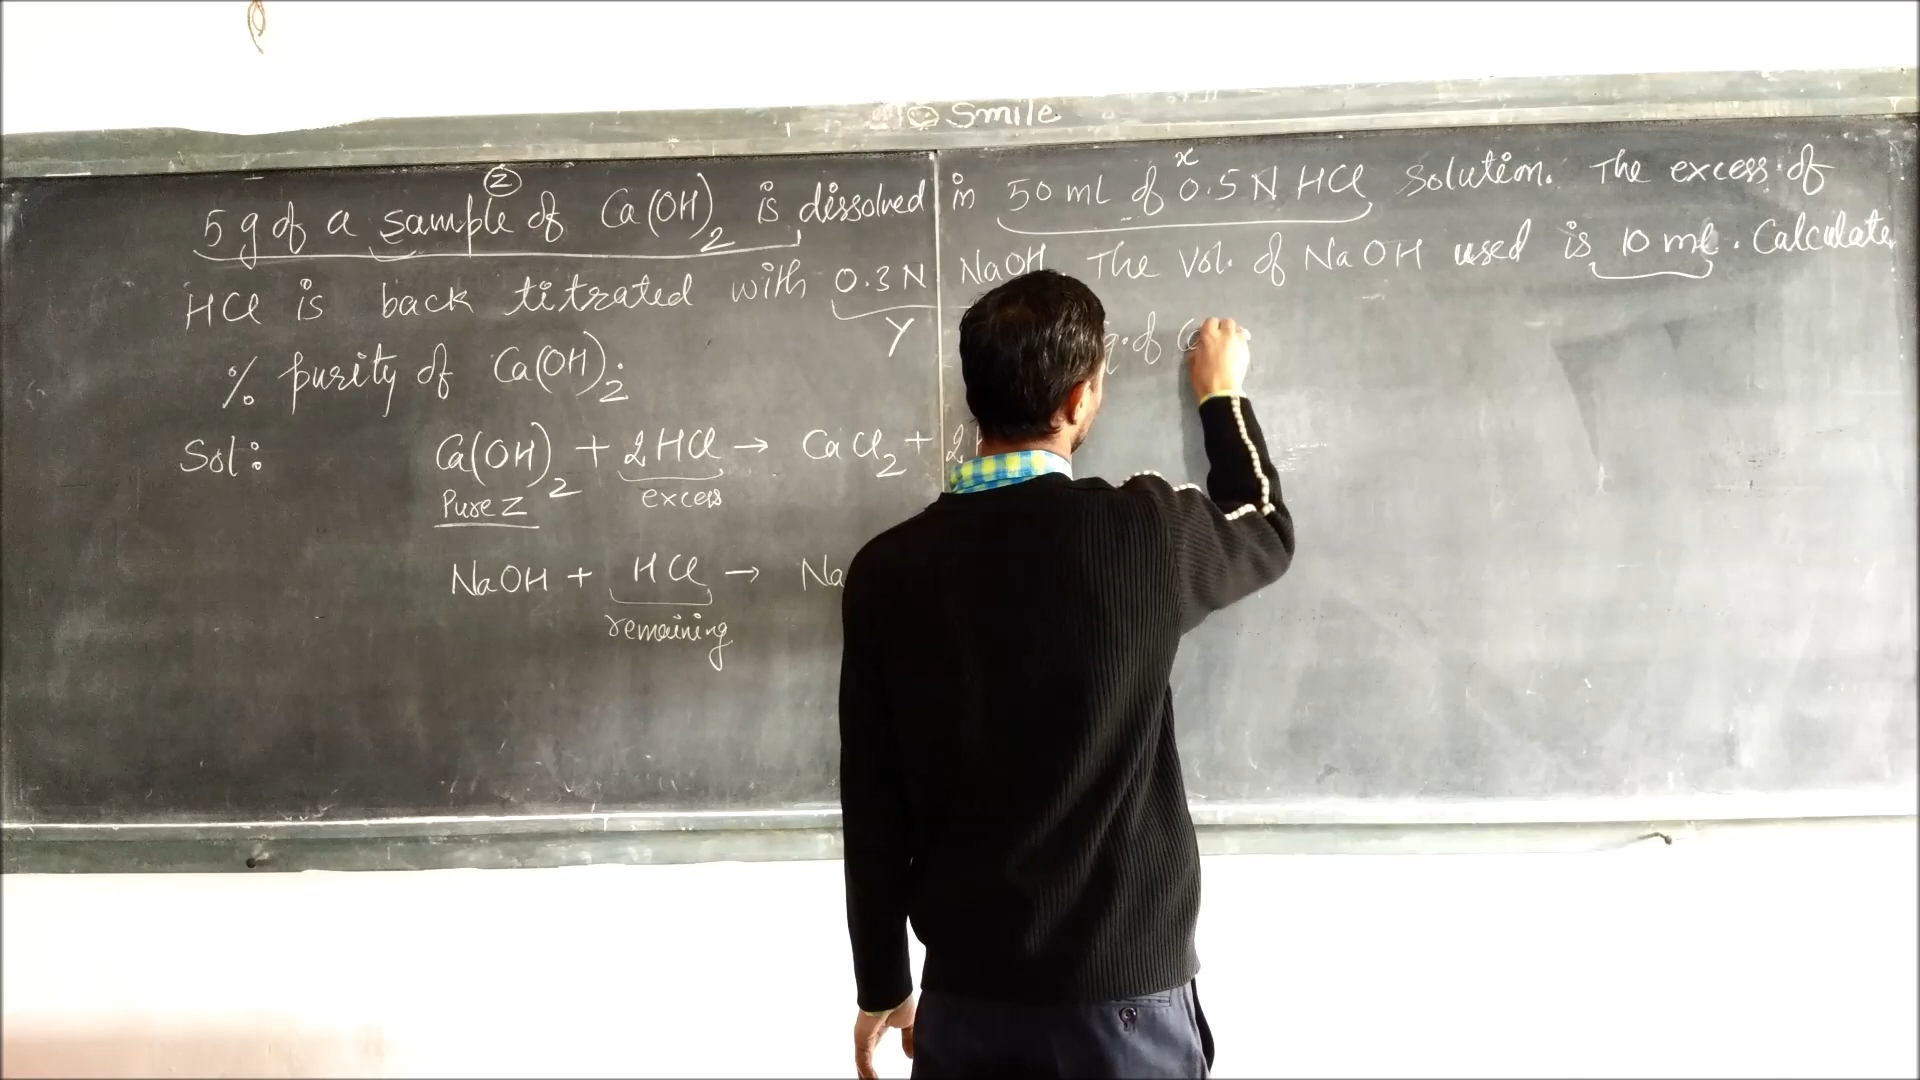 Smile
x
z
5 g of a sample of Ca(OH)2 is dissolved in 50 ml of 0.5 N HCl solution. The excess of
HCl is back titrated with 0.3 N NaOH. The Vol. of NaOH used is 10 ml. Calculate
Y
% purity of Ca(OH)2.
of
Sol: Ca(OH)2 + 2HCl → CaCl2 + 2
Pure z excess
NaOH + HCl → Na
remaining